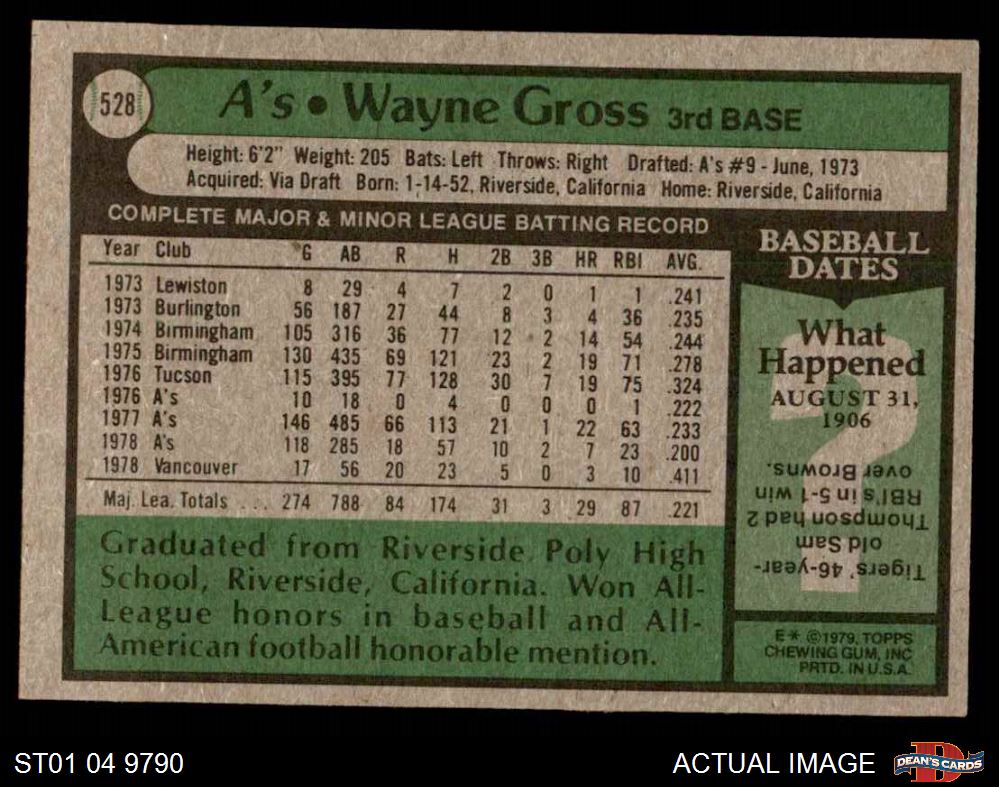 528
A's • Wayne Gross 3rd BASE
Height: 6'2" Weight: 205 Bats: Left Throws: Right Drafted: A's #9 - June, 1973
Acquired: Via Draft Born: 1-14-52, Riverside, California Home: Riverside, California
COMPLETE MAJOR & MINOR LEAGUE BATTING RECORD
Year Club G AB R H 2B 3B HR RBI AVG.
1973 Lewiston 8 29 4 7 2 0 1 1 .241
1973 Burlington 56 187 27 44 8 3 4 36 .235
1974 Birmingham 105 316 36 77 12 2 14 54 .244
1975 Birmingham 130 435 69 121 23 2 19 71 .278
1976 Tucson 115 395 77 128 30 7 19 75 .324
1976 A's 10 18 0 4 0 0 0 1 .222
1977 A's 146 485 66 113 21 1 22 63 .233
1978 A's 118 285 18 57 10 2 7 23 .200
1978 Vancouver 17 56 20 23 5 0 3 10 .411
Maj. Lea. Totals ... 274 788 84 174 31 3 29 87 .221
Graduated from Riverside Poly High
School, Riverside, California. Won All-
League honors in baseball and All-
American football honorable mention.
BASEBALL
DATES
What
Happened
AUGUST 31,
1906
Tigers' 46-year-
old Sam
Thompson had 2
RBI's in 5-1 win
over Browns.
E* ©1979, TOPPS
CHEWING GUM, INC
PRTD. IN U.S.A.
ST01 04 9790
ACTUAL IMAGE
D
DEAN'S CARDS